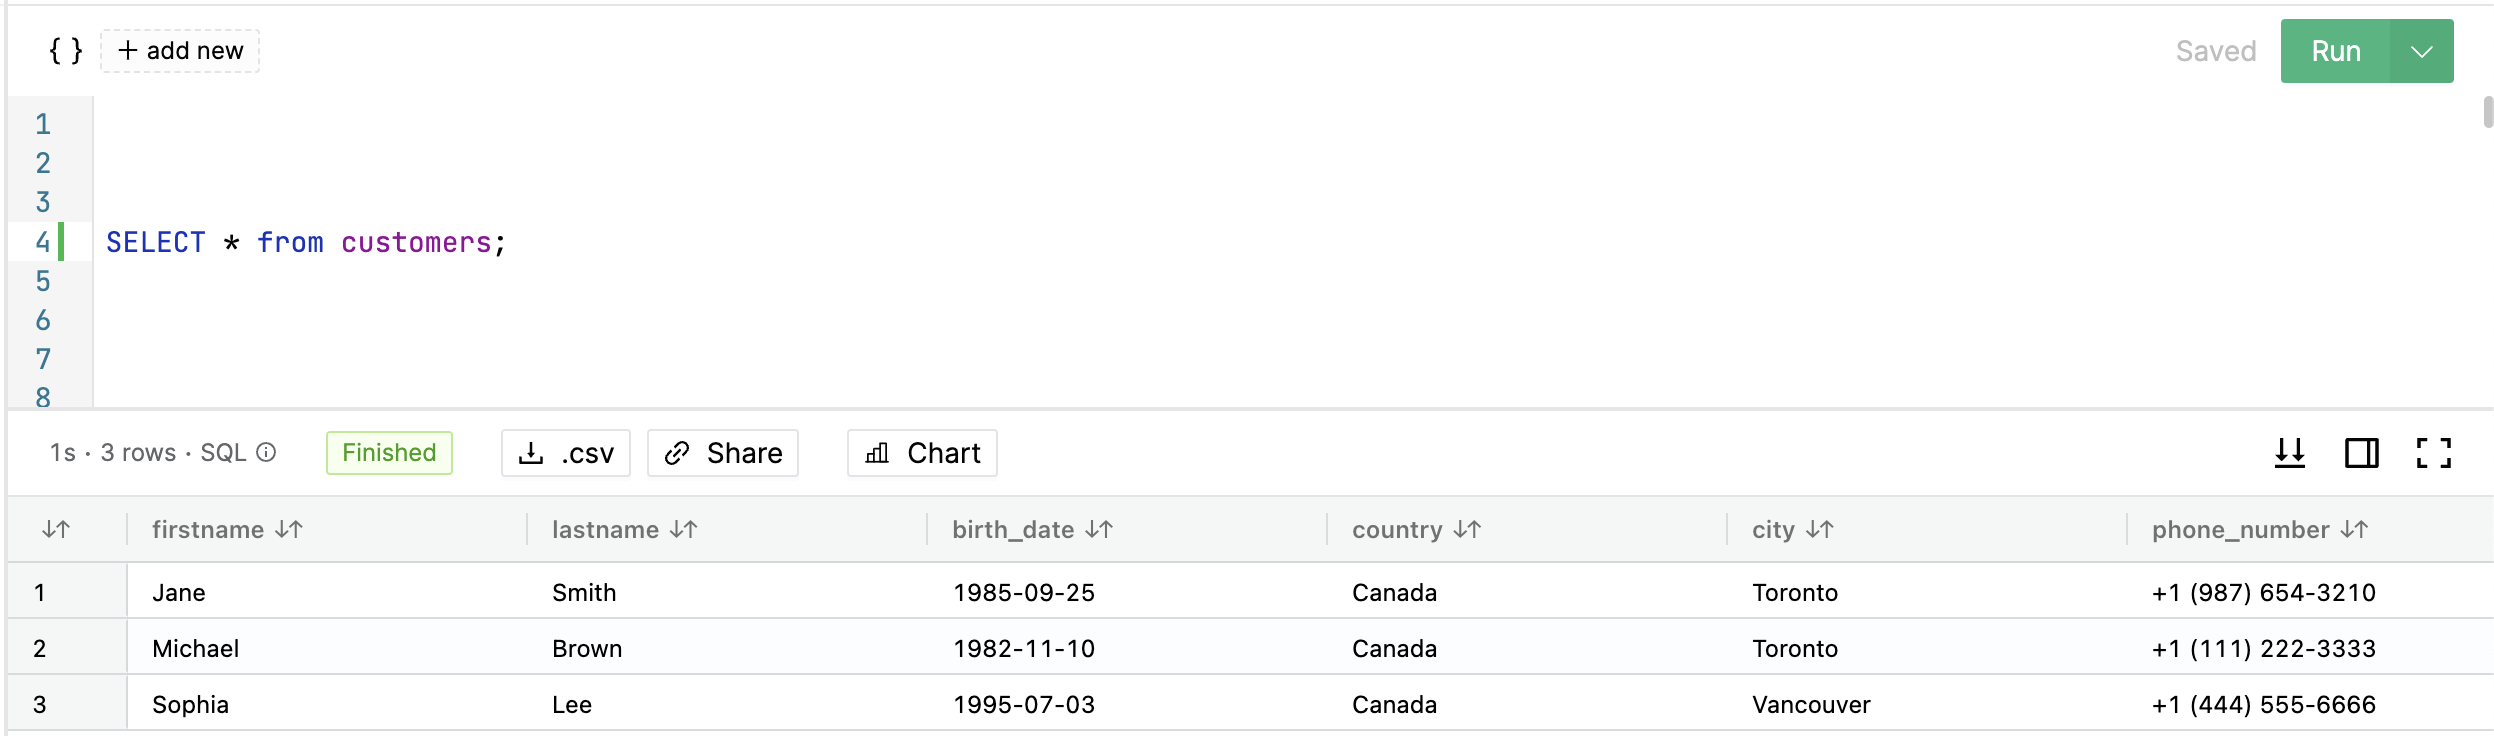 { } + add new Saved Run
1
2
3
4 SELECT * from customers;
5
6
7
8
1s · 3 rows · SQL Finished .csv Share Chart
firstname lastname birth_date country city phone_number
1 Jane Smith 1985-09-25 Canada Toronto +1 (987) 654-3210
2 Michael Brown 1982-11-10 Canada Toronto +1 (111) 222-3333
3 Sophia Lee 1995-07-03 Canada Vancouver +1 (444) 555-6666